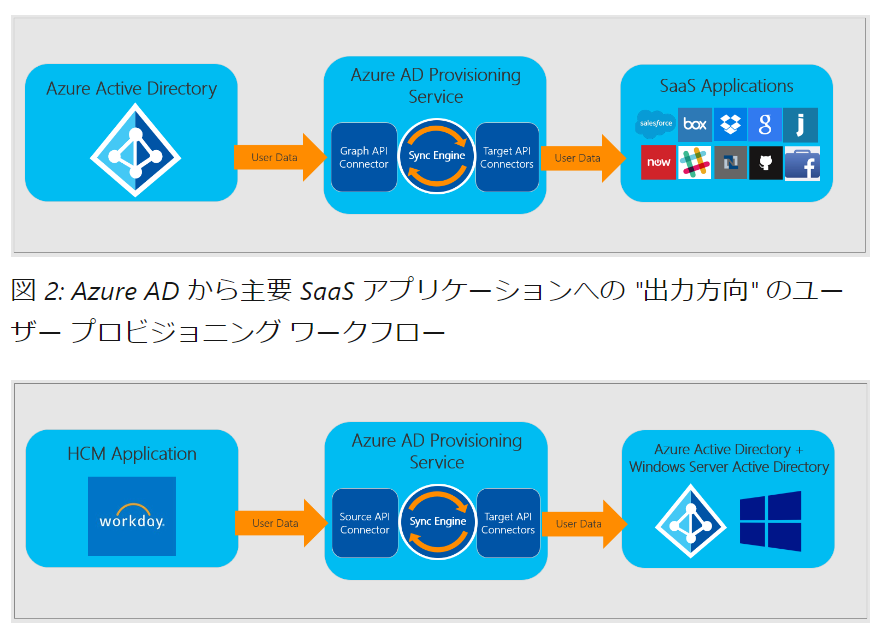 Azure Active Directory
User Data
Azure AD Provisioning
Service
Graph API
Connector
Sync Engine
Target API
Connectors
User Data
SaaS Applications
salesforce
box
g
j
now
N
f
図 2: Azure AD から主要 SaaS アプリケーションへの "出力方向" のユー
ザー プロビジョニング ワークフロー
HCM Application
workday.
User Data
Azure AD Provisioning
Service
Source API
Connector
Sync Engine
Target API
Connectors
User Data
Azure Active Directory +
Windows Server Active Directory